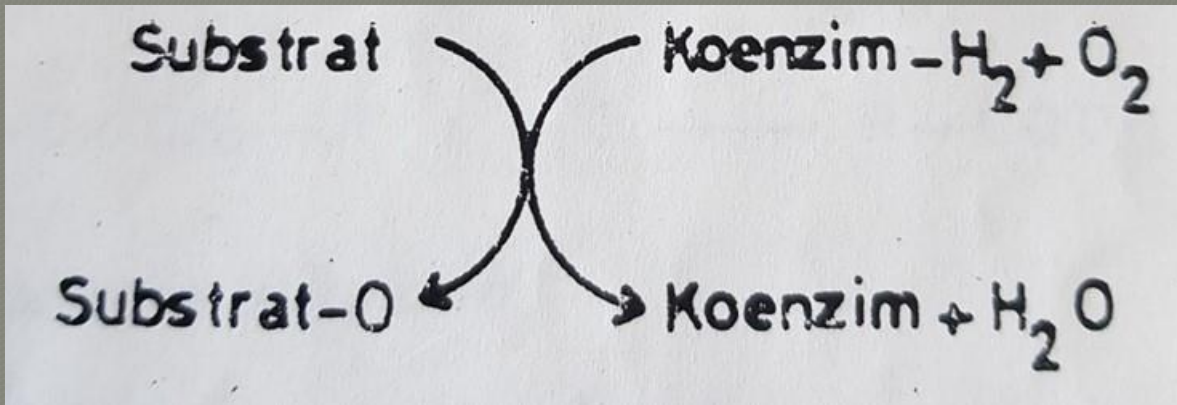 Substrat Koenzim-H₂ + O₂
Substrat-O Koenzim + H₂O